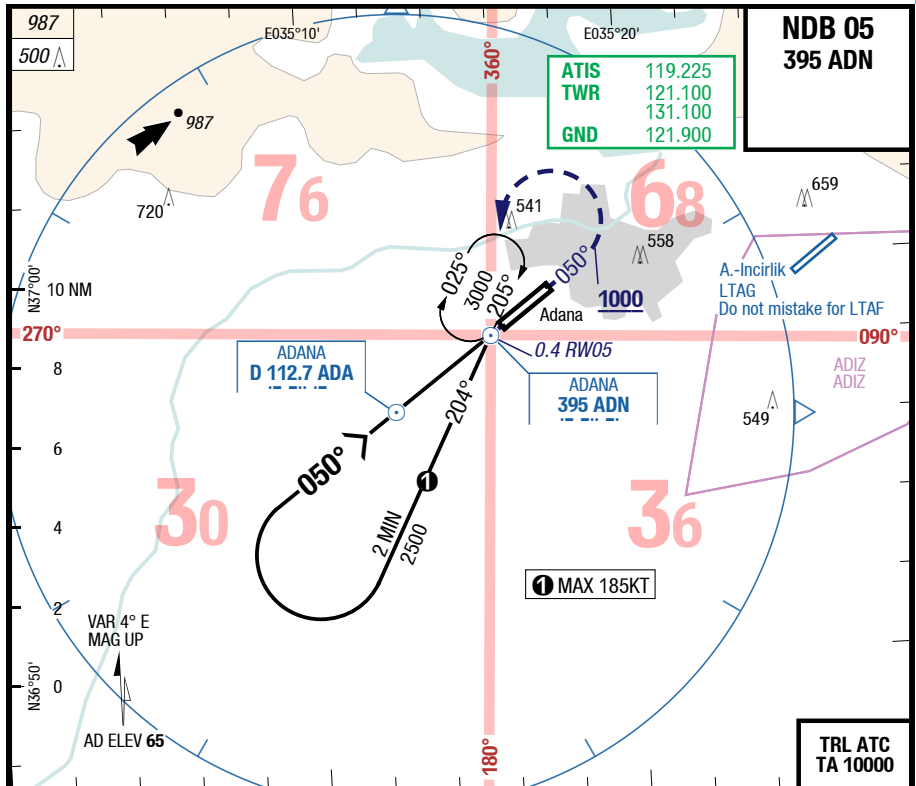 987
500
E035°10'
360°
E035°20'
NDB 05
395 ADN
ATIS 119.225
TWR 121.100
131.100
GND 121.900
987
76
68
720
541
558
659
050°
025°
3000
205°
N37°00'
10 NM
Adana
1000
A.-Incirlik
LTAG
Do not mistake for LTAF
270°
090°
0.4 RW05
ADANA
D 112.7 ADA
ADANA
395 ADN
ADIZ
ADIZ
8
204°
549
6
050°
1
30
36
4
2 MIN
2500
1 MAX 185KT
2
VAR 4° E
MAG UP
N36°50'
0
AD ELEV 65
180°
TRL ATC
TA 10000